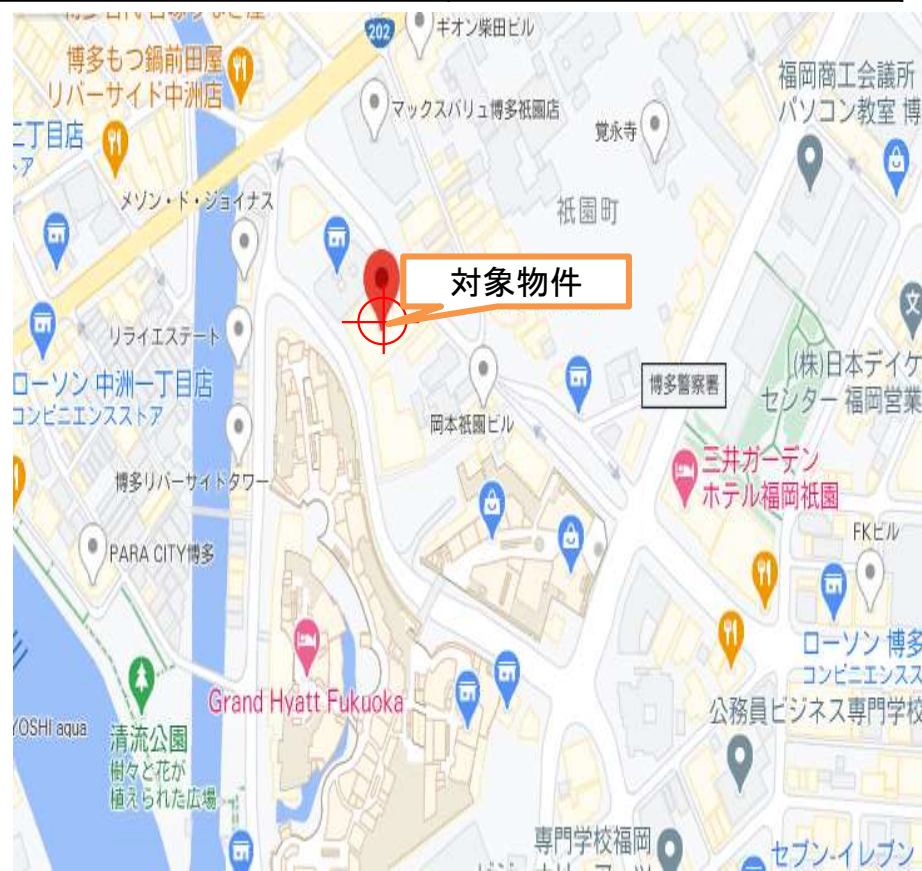 202
ギオン柴田ビル
博多もつ鍋前田屋
リバーサイド中洲店
マックスバリュ博多祇園店
福岡商工会議所
パソコン教室 博
覚永寺
二丁目店
トア
メゾン・ド・ジョイナス
祇園町
対象物件
リライエステート
ローソン 中洲一丁目店
コンビニエンスストア
岡本祇園ビル
博多警察署
(株)日本デイケ
センター 福岡営業
三井ガーデン
ホテル福岡祇園
博多リバーサイドタワー
PARA CITY博多
FKビル
ローソン 博多
コンビニエンスス
Grand Hyatt Fukuoka
公務員ビジネス専門学校
YOSHI aqua
清流公園
樹々と花が
植えられた広場
専門学校福岡
セブン-イレブン